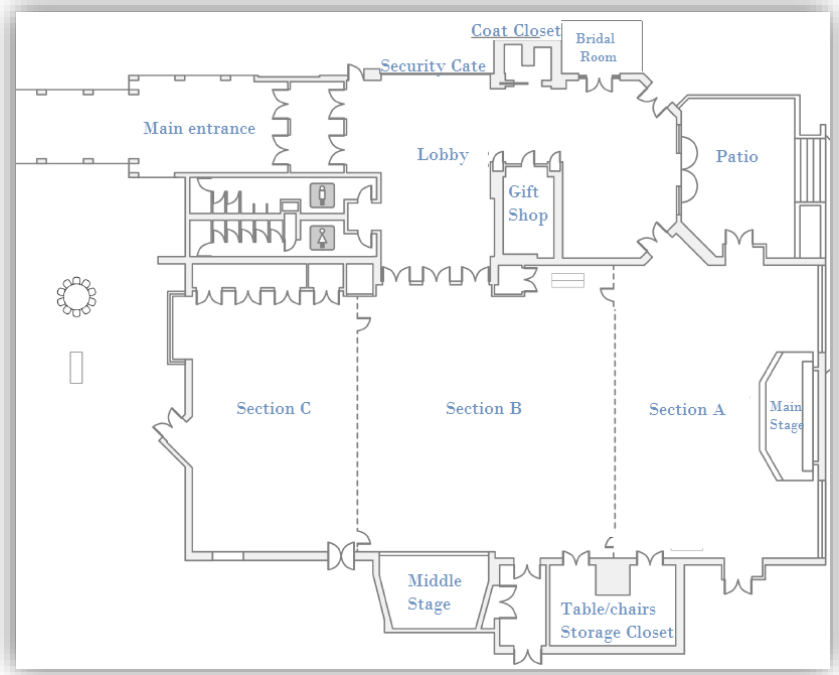 Coat Closet
Bridal
Room
Security Cate
Main entrance
Lobby
Patio
Gift
Shop
Section C
Section B
Section A
Main
Stage
Middle
Stage
Table/chairs
Storage Closet